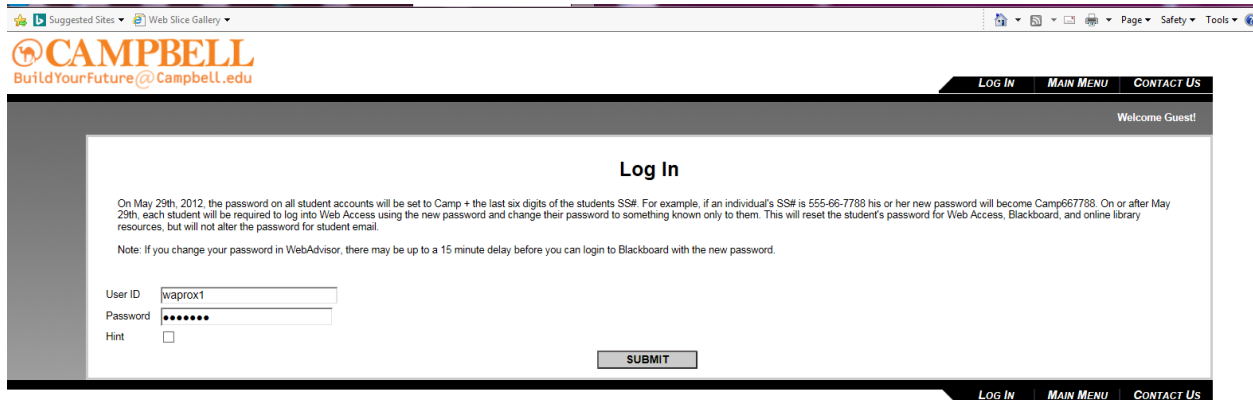 Suggested Sites Web Slice Gallery Page Safety Tools
CAMPBELL
BuildYourFuture@Campbell.edu
LOG IN MAIN MENU CONTACT US
Welcome Guest!
Log In
On May 29th, 2012, the password on all student accounts will be set to Camp + the last six digits of the students SS#. For example, if an individual's SS# is 555-66-7788 his or her new password will become Camp667788. On or after May
29th, each student will be required to log into Web Access using the new password and change their password to something known only to them. This will reset the student's password for Web Access, Blackboard, and online library
resources, but will not alter the password for student email.
Note: If you change your password in WebAdvisor, there may be up to a 15 minute delay before you can login to Blackboard with the new password.
User ID waprox1
Password •••••••
Hint
SUBMIT
LOG IN MAIN MENU CONTACT US